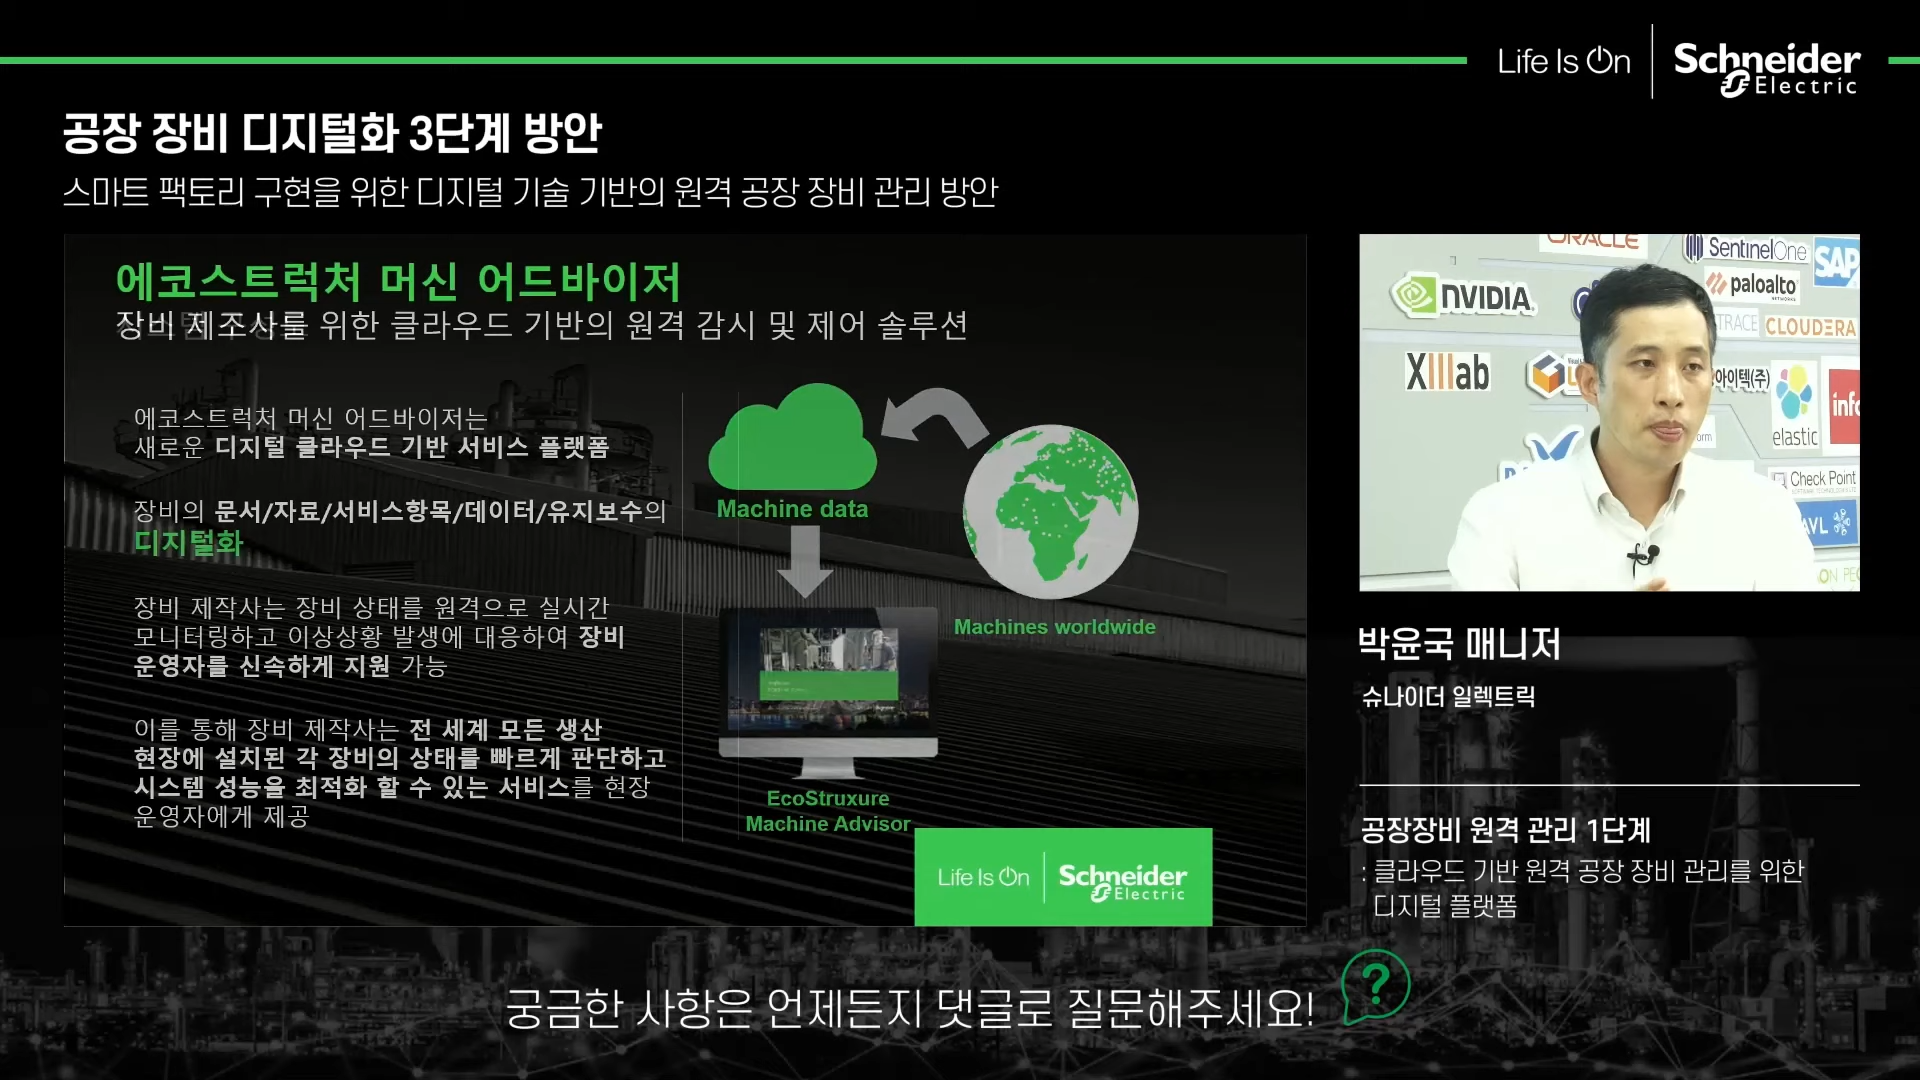 Life Is On
Schneider
Electric
공장 장비 디지털화 3단계 방안
스마트 팩토리 구현을 위한 디지털 기술 기반의 원격 공장 장비 관리 방안
에코스트럭처 머신 어드바이저
장비 제조사를 위한 클라우드 기반의 원격 감시 및 제어 솔루션
에코스트럭처 머신 어드바이저는
새로운 디지털 클라우드 기반 서비스 플랫폼
장비의 문서/자료/서비스항목/데이터/유지보수의
디지털화
장비 제작사는 장비 상태를 원격으로 실시간
모니터링하고 이상상황 발생에 대응하여 장비
운영자를 신속하게 지원 가능
이를 통해 장비 제작사는 전 세계 모든 생산
현장에 설치된 각 장비의 상태를 빠르게 판단하고
시스템 성능을 최적화 할 수 있는 서비스를 현장
운영자에게 제공
Machine data
Machines worldwide
EcoStruxure
Machine Advisor
Life Is On
Schneider
Electric
ORACLE
SentinelOne
SAP
paloalto
NETWORKS
NVIDIA
TRACE
CLOUDERA
XIIIab
아이텍(주)
elastic
info
orm
Check Point
AVL
ON PE
박윤국 매니저
슈나이더 일렉트릭
공장장비 원격 관리 1단계
: 클라우드 기반 원격 공장 장비 관리를 위한
디지털 플랫폼
궁금한 사항은 언제든지 댓글로 질문해주세요!
?